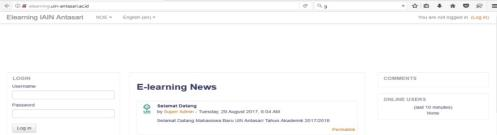 elearning.uin-antasari.ac.id
g
Elearning IAIN Antasari
NCIE
English (en)
You are not logged in (Log in)
LOGIN
Username
Password
Log in
E-learning News
Selamat Datang
by Super Admin - Tuesday, 29 August 2017, 6:04 AM
Selamat Datang Mahasiswa Baru UIN Antasari Tahun Akademik 2017/2018
Permalink
COMMENTS
ONLINE USERS
(last 10 minutes)
None